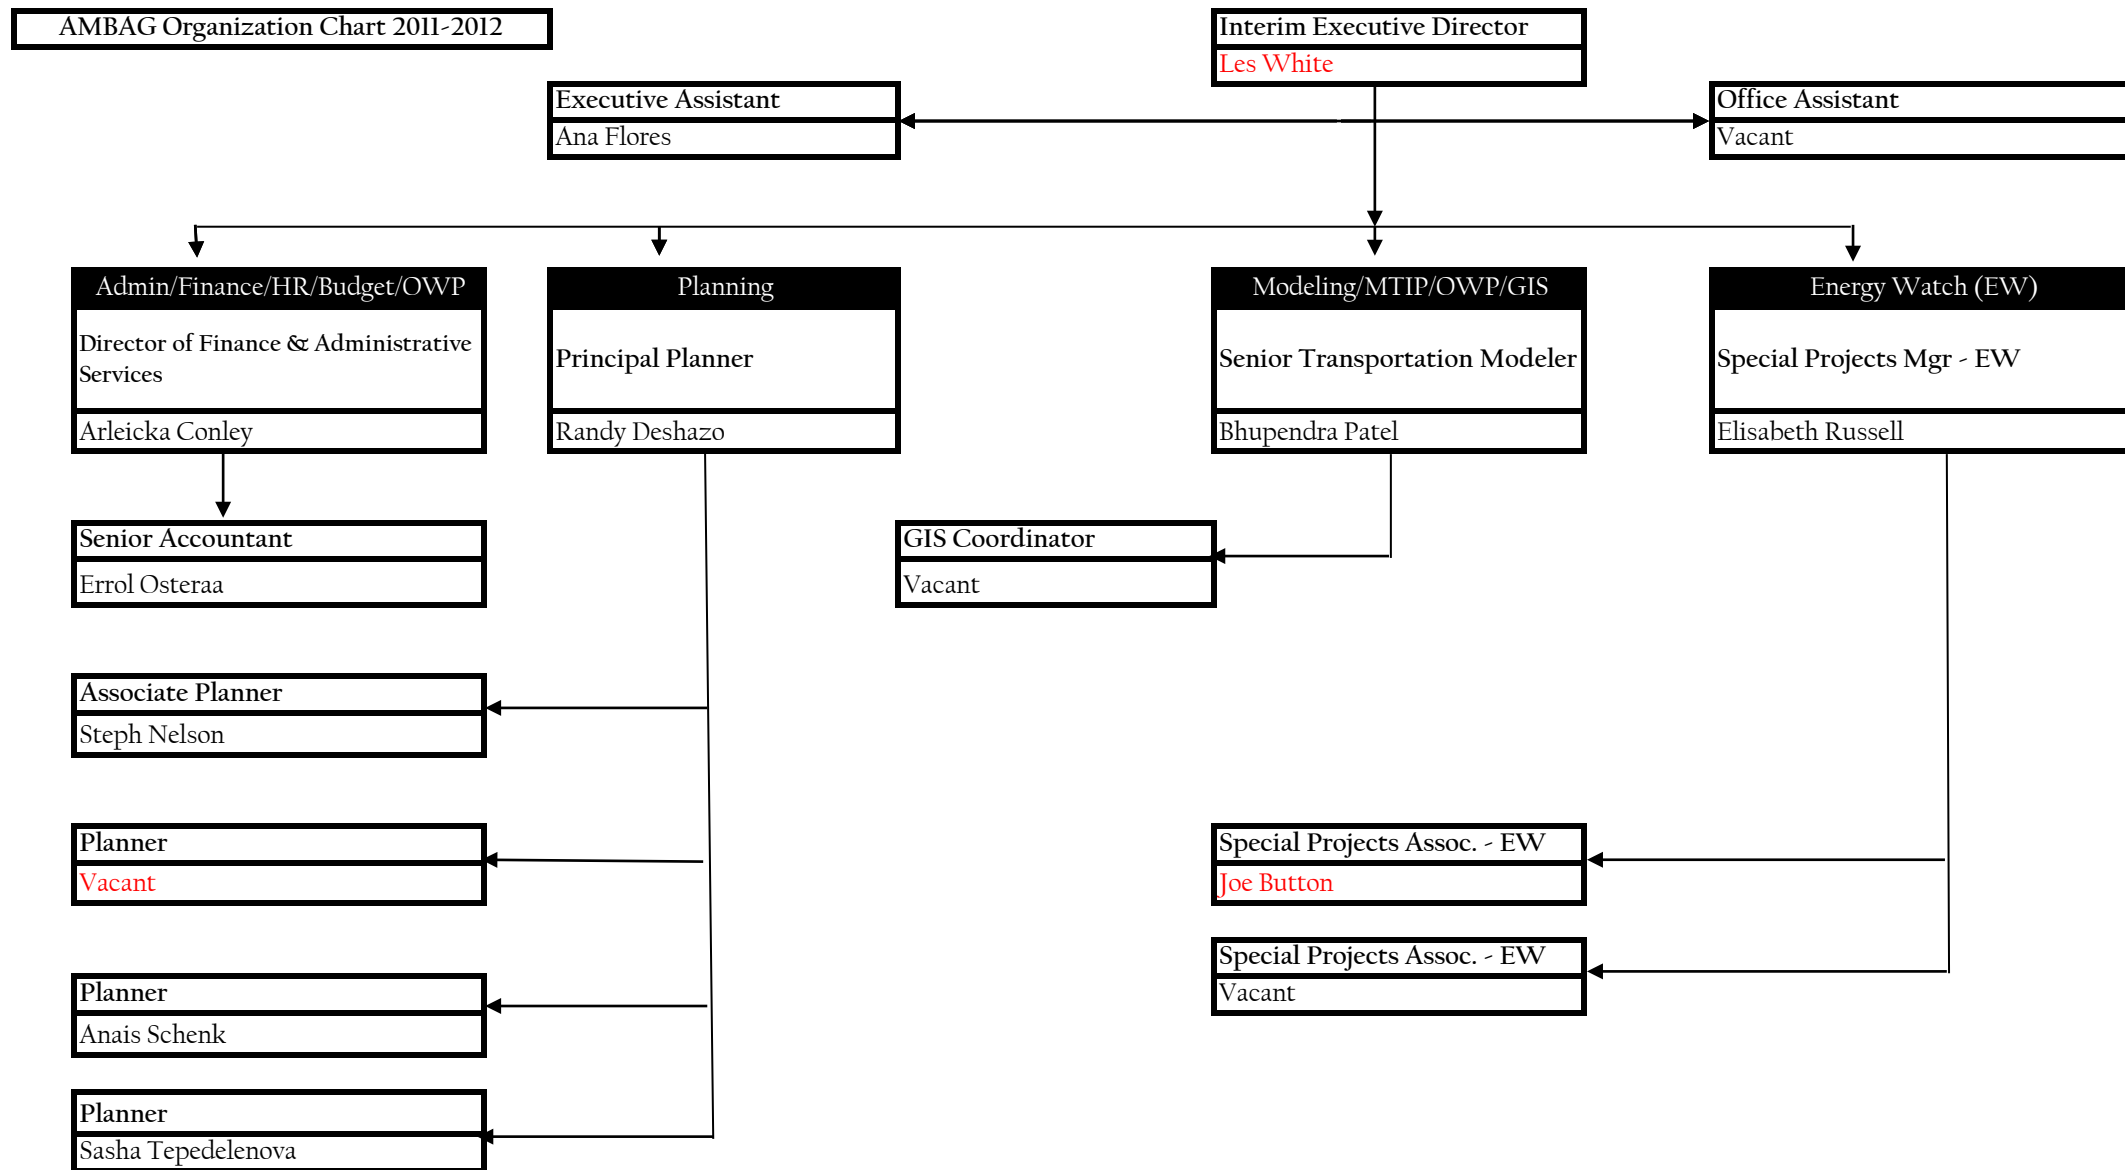 AMBAG Organization Chart 2011-2012
Interim Executive Director
Les White
Executive Assistant
Ana Flores
Office Assistant
Vacant
Admin/Finance/HR/Budget/OWP
Director of Finance & Administrative
Services
Arleicka Conley
Planning
Principal Planner
Randy Deshazo
Modeling/MTIP/OWP/GIS
Senior Transportation Modeler
Bhupendra Patel
Energy Watch (EW)
Special Projects Mgr - EW
Elisabeth Russell
Senior Accountant
Errol Osteraa
GIS Coordinator
Vacant
Associate Planner
Steph Nelson
Planner
Vacant
Special Projects Assoc. - EW
Joe Button
Special Projects Assoc. - EW
Vacant
Planner
Anais Schenk
Planner
Sasha Tepedelenova